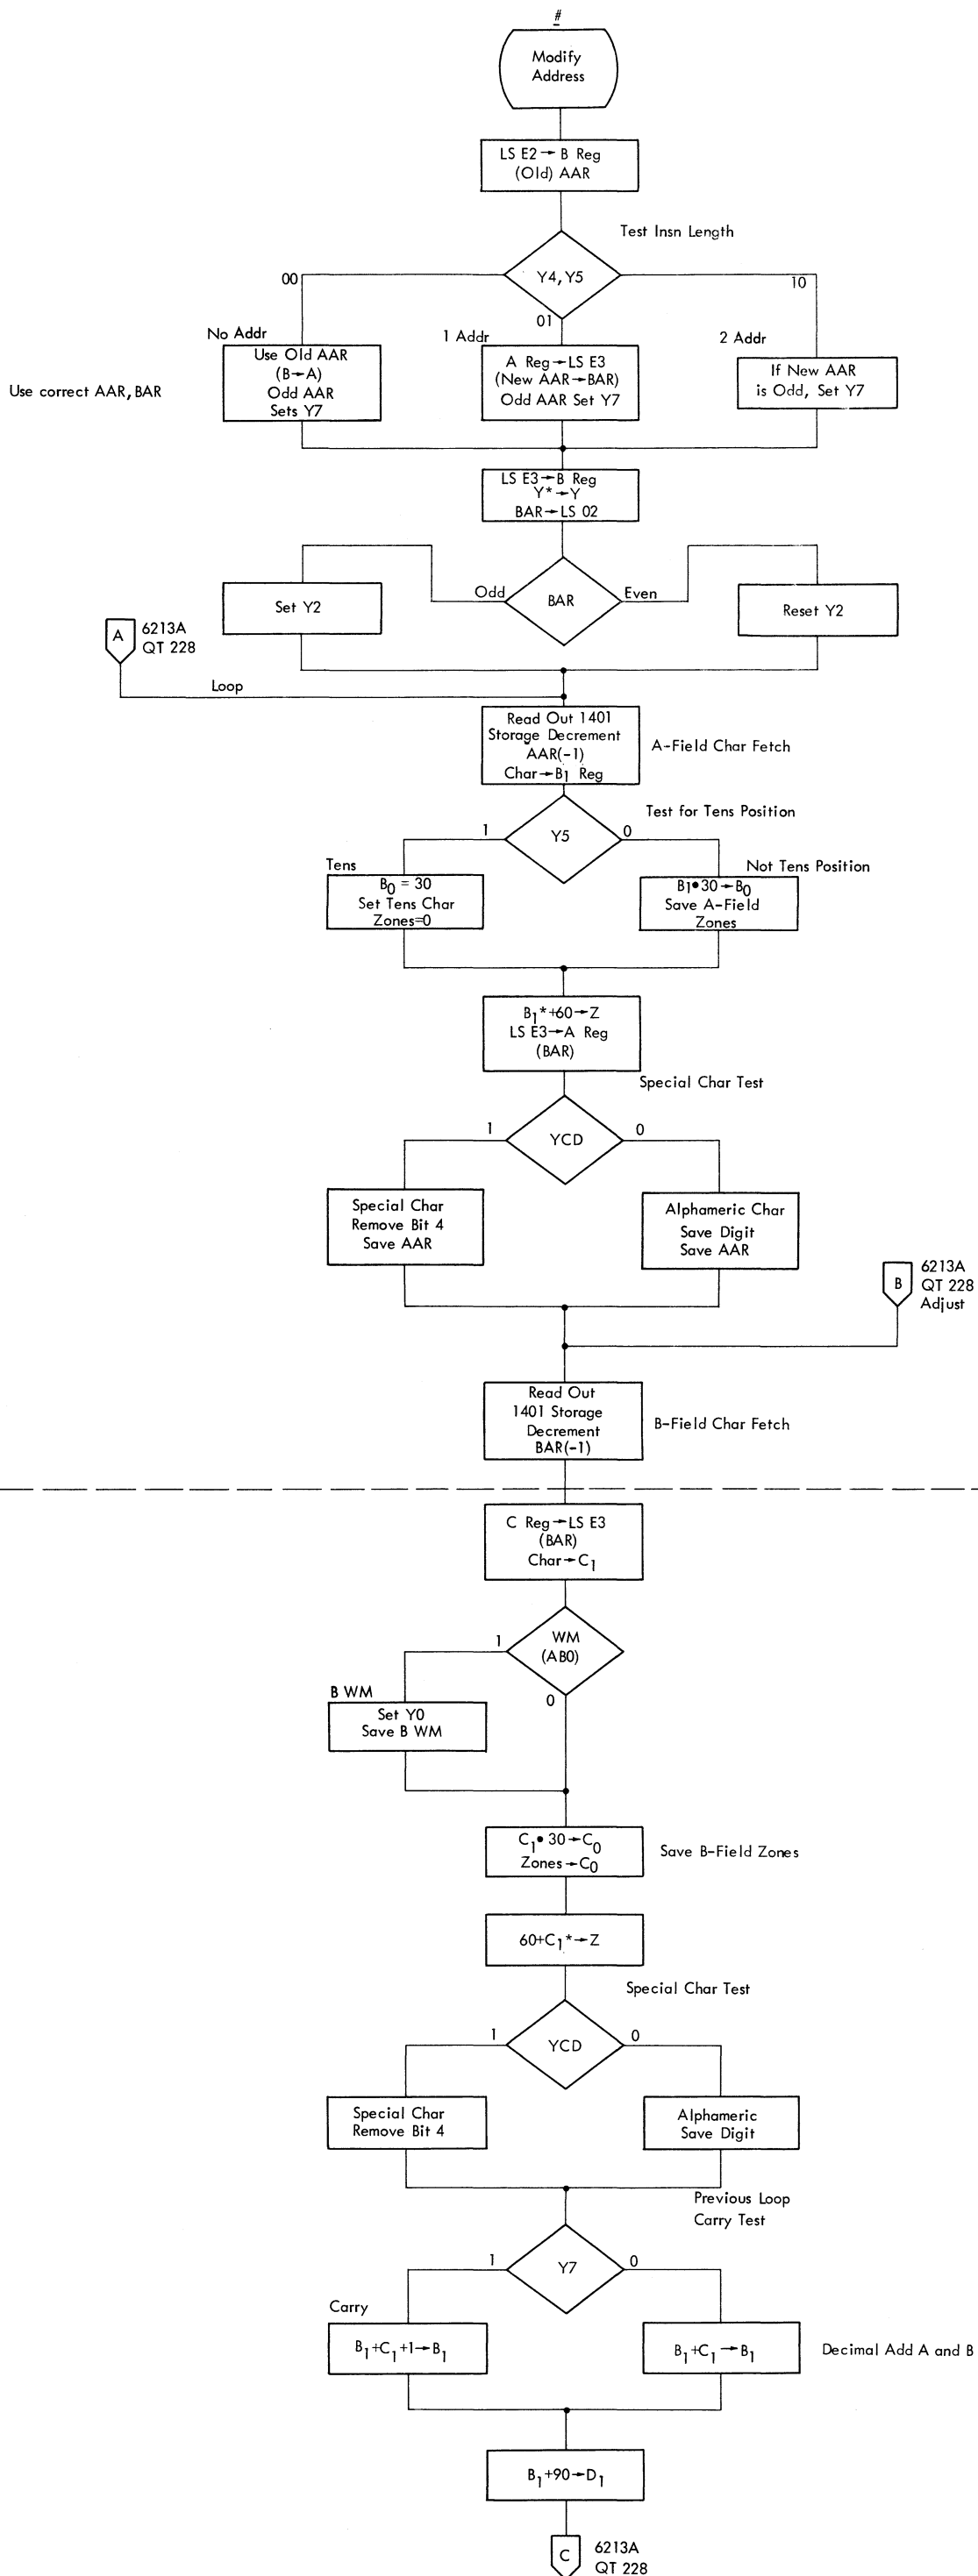 #
Modify
Address
LS E2→B Reg
(Old) AAR
Test Insn Length
Y4, Y5
00
01
10
No Addr
Use Old AAR
(B→A)
Odd AAR
Sets Y7
1 Addr
A Reg→LS E3
(New AAR→BAR)
Odd AAR Set Y7
2 Addr
If New AAR
is Odd, Set Y7
Use correct AAR, BAR
LS E3→B Reg
Y*→Y
BAR→LS 02
Odd
BAR
Even
Set Y2
Reset Y2
A
6213A
QT 228
Loop
Read Out 1401
Storage Decrement
AAR(-1)
Char→B1 Reg
A-Field Char Fetch
Test for Tens Position
1
Y5
0
Tens
B0 = 30
Set Tens Char
Zones=0
Not Tens Position
B1•30→B0
Save A-Field
Zones
B1*+60→Z
LS E3→A Reg
(BAR)
Special Char Test
1
YCD
0
Special Char
Remove Bit 4
Save AAR
Alphameric Char
Save Digit
Save AAR
B
6213A
QT 228
Adjust
Read Out
1401 Storage
Decrement
BAR(-1)
B-Field Char Fetch
C Reg→LS E3
(BAR)
Char→C1
1
WM
(AB0)
0
B WM
Set Y0
Save B WM
C1•30→C0
Zones→C0
Save B-Field Zones
60+C1*→Z
Special Char Test
1
YCD
0
Special Char
Remove Bit 4
Alphameric
Save Digit
Previous Loop
Carry Test
1
Y7
0
Carry
B1+C1+1→B1
B1+C1→B1
Decimal Add A and B
B1+90→D1
C
6213A
QT 228